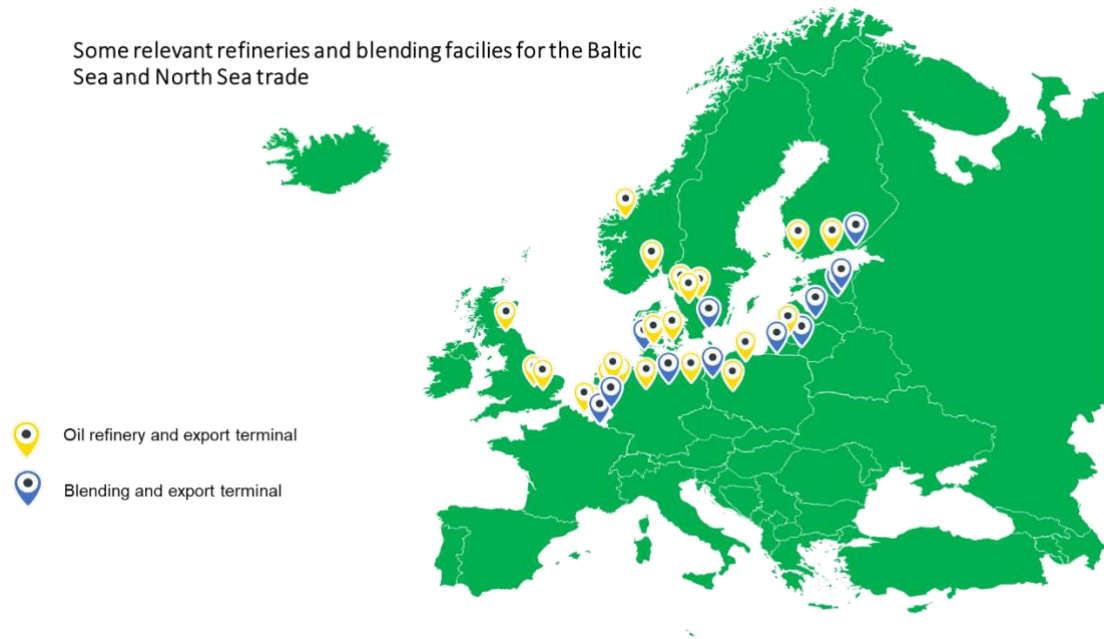 Some relevant refineries and blending facilies for the Baltic
Sea and North Sea trade
Oil refinery and export terminal
Blending and export terminal